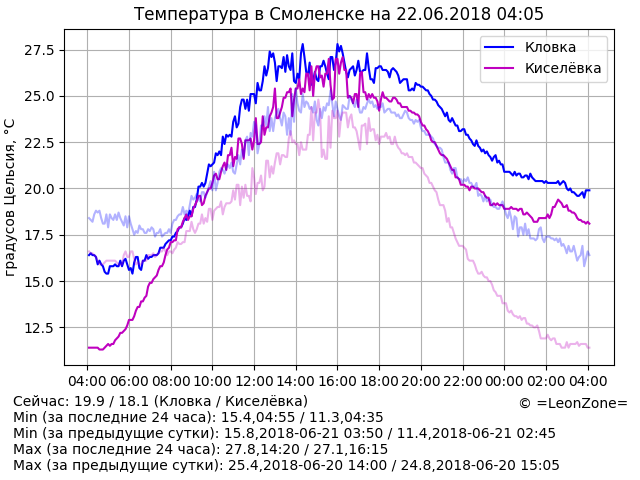 Температура в Смоленске на 22.06.2018 04:05
Кловка
Киселёвка
градусов Цельсия, °C
27.5
25.0
22.5
20.0
17.5
15.0
12.5
04:00 06:00 08:00 10:00 12:00 14:00 16:00 18:00 20:00 22:00 00:00 02:00 04:00
Сейчас: 19.9 / 18.1 (Кловка / Киселёвка)
© =LeonZone=
Min (за последние 24 часа): 15.4,04:55 / 11.3,04:35
Min (за предыдущие сутки): 15.8,2018-06-21 03:50 / 11.4,2018-06-21 02:45
Max (за последние 24 часа): 27.8,14:20 / 27.1,16:15
Max (за предыдущие сутки): 25.4,2018-06-20 14:00 / 24.8,2018-06-20 15:05